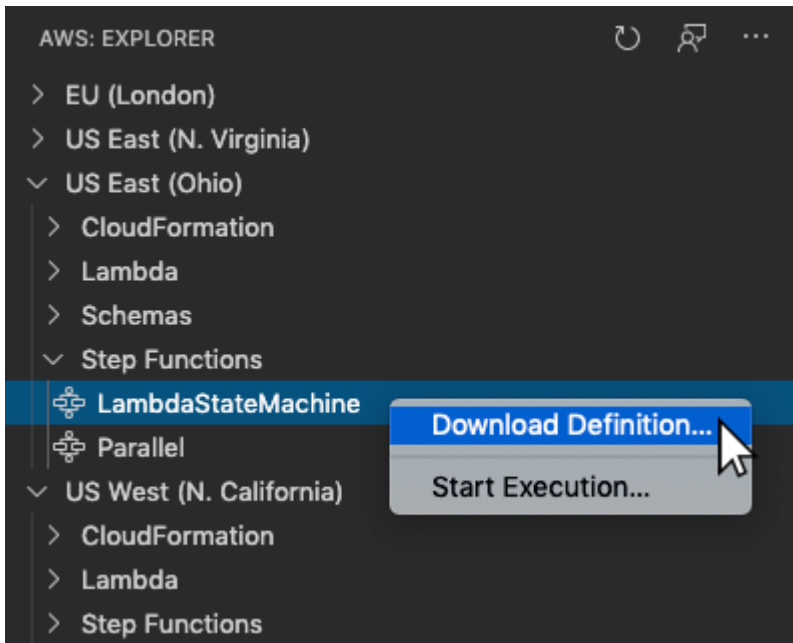 AWS: EXPLORER
EU (London)
US East (N. Virginia)
US East (Ohio)
CloudFormation
Lambda
Schemas
Step Functions
LambdaStateMachine
Download Definition...
Parallel
Start Execution...
US West (N. California)
CloudFormation
Lambda
Step Functions